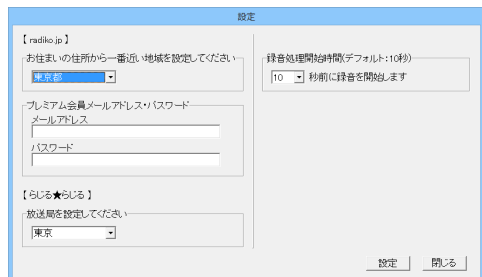 設定
【 radiko.jp 】
お住まいの住所から一番近い地域を設定してください
東京都
プレミアム会員メールアドレス・パスワード
メールアドレス
パスワード
【 らじる★らじる 】
放送局を設定してください
東京
録音処理開始時間(デフォルト:10秒)
10 秒前に録音を開始します
設定 閉じる